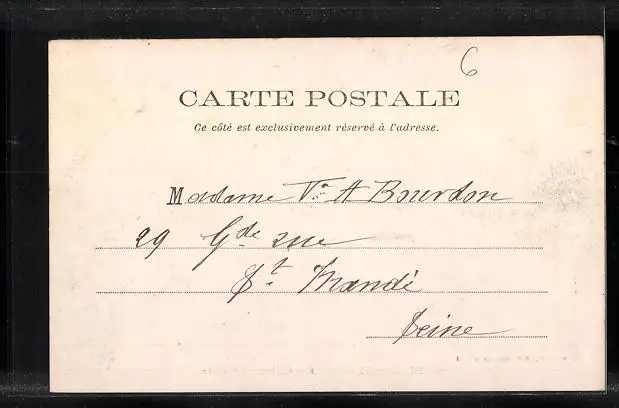 6
CARTE POSTALE
Ce côté est exclusivement réservé à l'adresse.
Madame Vve A Bourdon
29 Gde rue
St Mandé
Seine